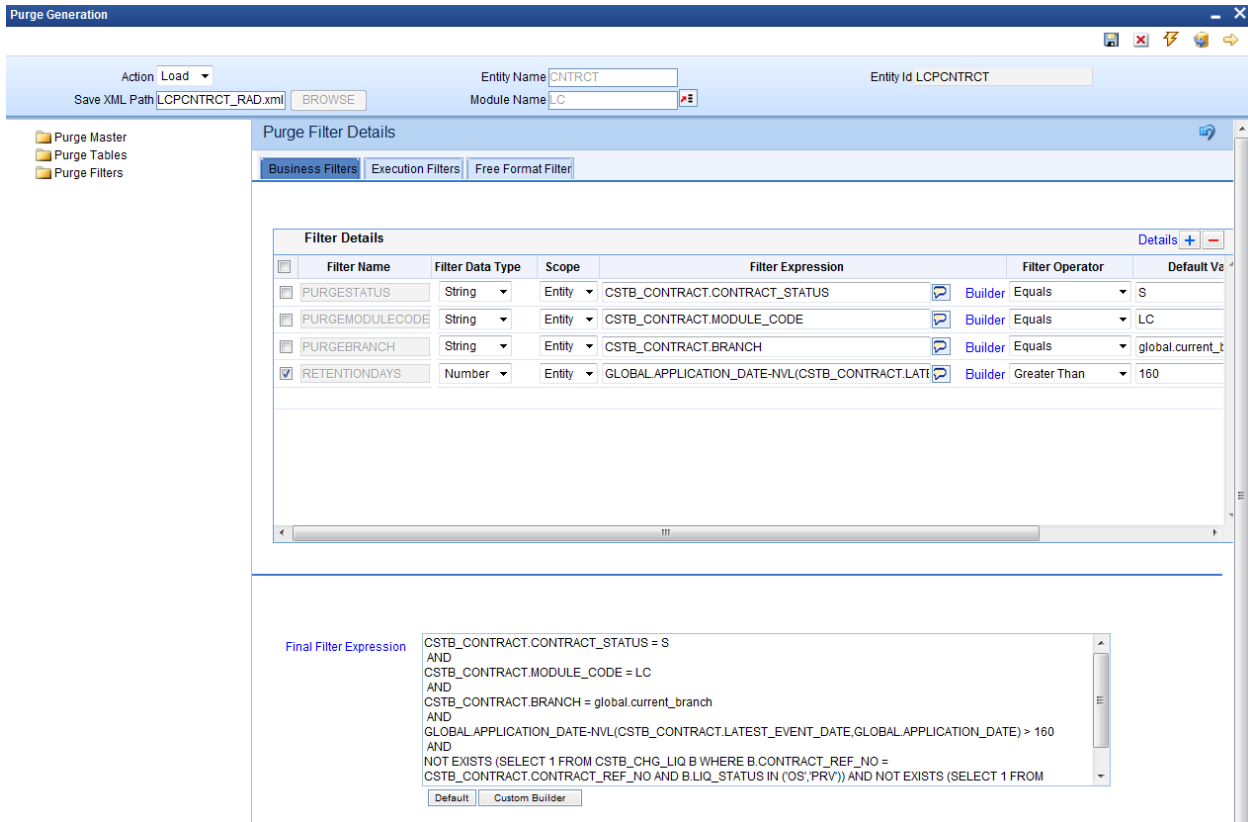 Purge Generation
Action Load Entity Name CNTRCT Entity Id LCPCNTRCT
Save XML Path LCPCNTRCT_RAD.xml BROWSE Module Name LC
Purge Master
Purge Tables
Purge Filters
Purge Filter Details
Business Filters Execution Filters Free Format Filter
Filter Details Details
Filter Name Filter Data Type Scope Filter Expression Filter Operator Default Va
PURGESTATUS String Entity CSTB_CONTRACT.CONTRACT_STATUS Builder Equals S
PURGEMODULECODE String Entity CSTB_CONTRACT.MODULE_CODE Builder Equals LC
PURGEBRANCH String Entity CSTB_CONTRACT.BRANCH Builder Equals global.current_b
RETENTIONDAYS Number Entity GLOBAL.APPLICATION_DATE-NVL(CSTB_CONTRACT.LATE Builder Greater Than 160
Final Filter Expression
CSTB_CONTRACT.CONTRACT_STATUS = S
AND
CSTB_CONTRACT.MODULE_CODE = LC
AND
CSTB_CONTRACT.BRANCH = global.current_branch
AND
GLOBAL.APPLICATION_DATE-NVL(CSTB_CONTRACT.LATEST_EVENT_DATE,GLOBAL.APPLICATION_DATE) > 160
AND
NOT EXISTS (SELECT 1 FROM CSTB_CHG_LIQ B WHERE B.CONTRACT_REF_NO =
CSTB_CONTRACT.CONTRACT_REF_NO AND B.LIQ_STATUS IN ('OS','PRV')) AND NOT EXISTS (SELECT 1 FROM
Default Custom Builder